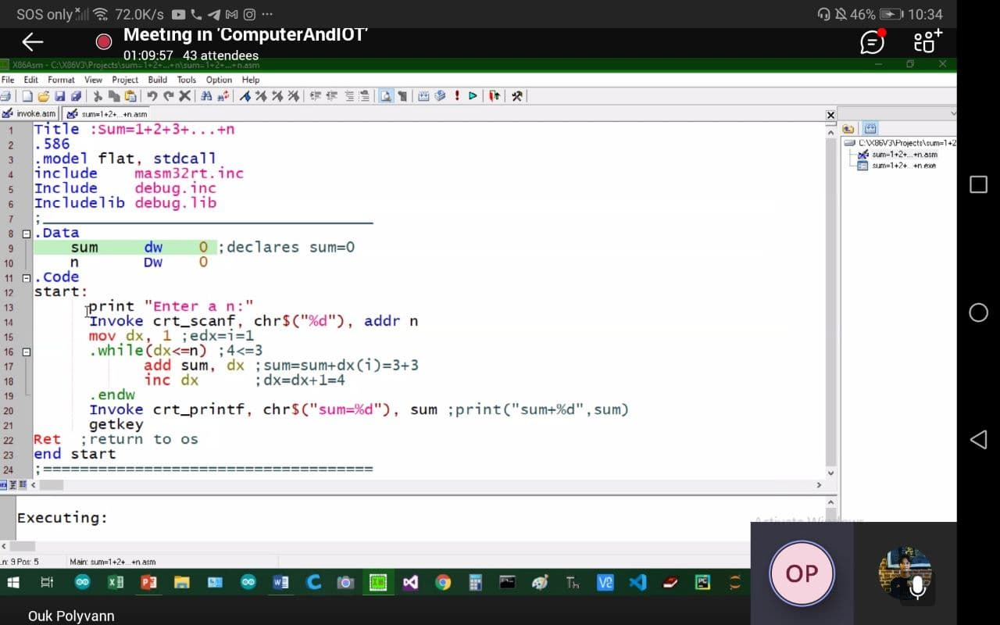 SOS only 72.0K/s ... 46% 10:34
Meeting in 'ComputerAndIOT'
01:09:57 43 attendees
X86Asm - C:\X86V3\Projects\sum=1+2+...+n\sum=1+2+...+n.asm
File Edit Format View Project Build Tools Option Help
invoke.asm sum=1+2+...+n.asm
1 Title :Sum=1+2+3+...+n
2 .586
3 .model flat, stdcall
4 include masm32rt.inc
5 Include debug.inc
6 Includelib debug.lib
7 ;____________________________________
8 .Data
9 sum dw 0 ;declares sum=0
10 n Dw 0
11 .Code
12 start:
13 print "Enter a n:"
14 Invoke crt_scanf, chr$("%d"), addr n
15 mov dx, 1 ;edx=i=1
16 .while(dx<=n) ;4<=3
17 add sum, dx ;sum=sum+dx(i)=3+3
18 inc dx ;dx=dx+1=4
19 .endw
20 Invoke crt_printf, chr$("sum=%d"), sum ;print("sum+%d",sum)
21 getkey
22 Ret ;return to os
23 end start
24 ;====================================
C:\X86V3\Projects\sum=1+2
sum=1+2+...+n.asm
sum=1+2+...+n.exe
Executing:
Ln: 9 Pos: 5 Main: sum=1+2+...+n.asm
OP
Ouk Polyvann